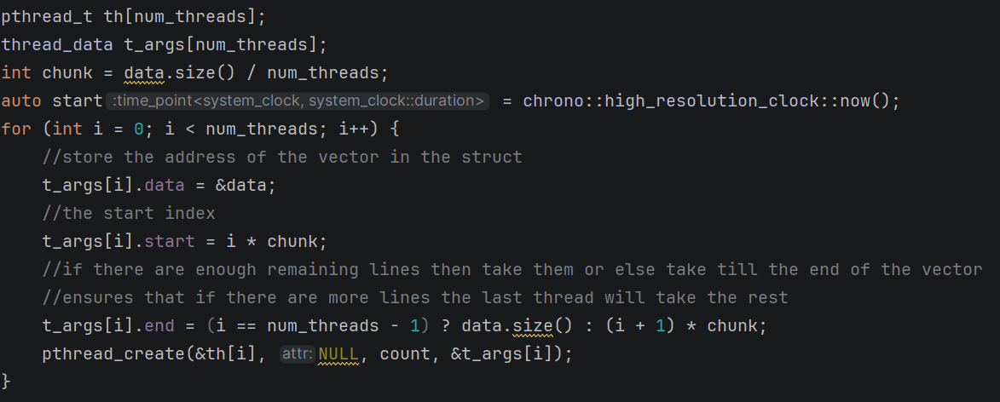 pthread_t th[num_threads];
thread_data t_args[num_threads];
int chunk = data.size() / num_threads;
auto start :time_point<system_clock, system_clock::duration> = chrono::high_resolution_clock::now();
for (int i = 0; i < num_threads; i++) {
    //store the address of the vector in the struct
    t_args[i].data = &data;
    //the start index
    t_args[i].start = i * chunk;
    //if there are enough remaining lines then take them or else take till the end of the vector
    //ensures that if there are more lines the last thread will take the rest
    t_args[i].end = (i == num_threads - 1) ? data.size() : (i + 1) * chunk;
    pthread_create(&th[i], attr: NULL, count, &t_args[i]);
}